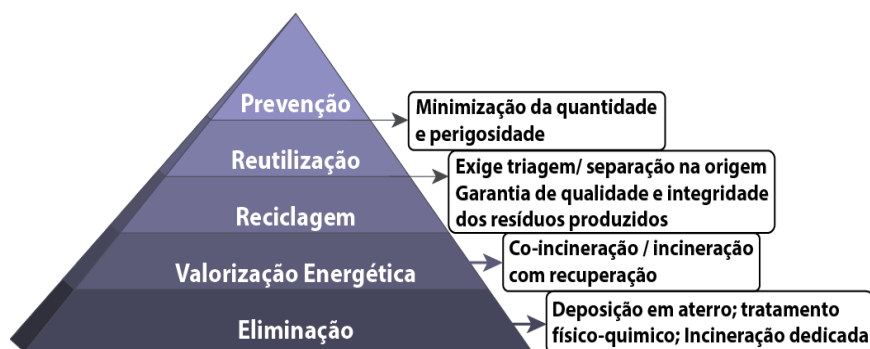 Prevenção
Minimização da quantidade
e perigosidade
Reutilização
Exige triagem/ separação na origem
Garantia de qualidade e integridade
dos resíduos produzidos
Reciclagem
Valorização Energética
Co-incineração / incineração
com recuperação
Eliminação
Deposição em aterro; tratamento
físico-quimico; Incineração dedicada